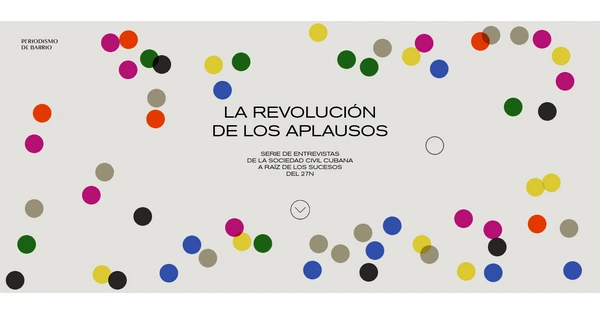 PERIODISMO
DE BARRIO
LA REVOLUCIÓN
DE LOS APLAUSOS
SERIE DE ENTREVISTAS
DE LA SOCIEDAD CIVIL CUBANA
A RAÍZ DE LOS SUCESOS
DEL 27N